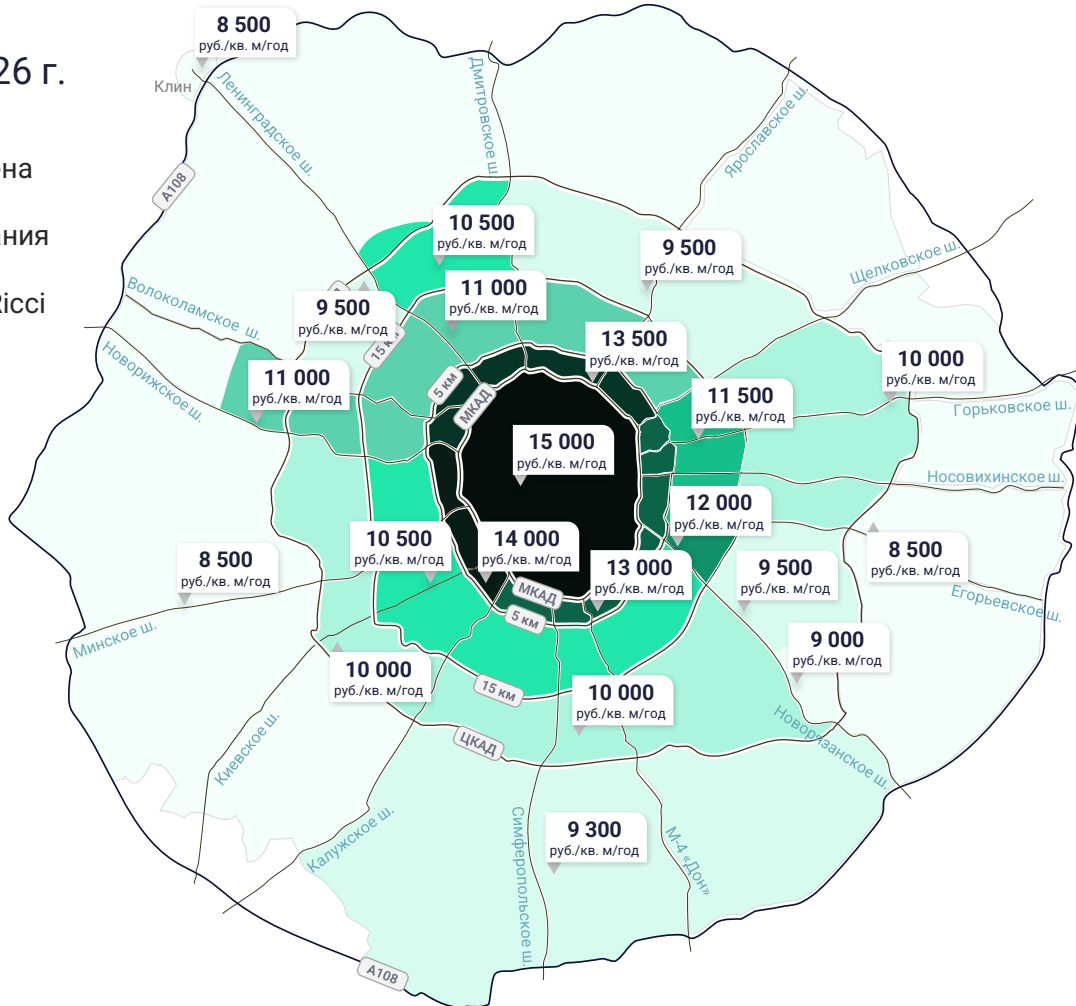 8 500
руб./кв. м/год
26 г.
Клин
Ленинградское ш.
Дмитровское ш.
Ярославское ш.
ена
А108
ания
Ricci
10 500
руб./кв. м/год
9 500
руб./кв. м/год
Щелковское ш.
Волоколамское ш.
11 000
руб./кв. м/год
9 500
руб./кв. м/год
15 км
13 500
руб./кв. м/год
Новорижское ш.
11 000
руб./кв. м/год
5 км
МКАД
10 000
руб./кв. м/год
11 500
руб./кв. м/год
Горьковское ш.
15 000
руб./кв. м/год
Носовихинское ш.
12 000
руб./кв. м/год
10 500
руб./кв. м/год
14 000
руб./кв. м/год
8 500
руб./кв. м/год
8 500
руб./кв. м/год
13 000
руб./кв. м/год
9 500
руб./кв. м/год
МКАД
5 км
Егорьевское ш.
Минское ш.
9 000
руб./кв. м/год
10 000
руб./кв. м/год
15 км
10 000
руб./кв. м/год
ЦКАД
Новорязанское ш.
Киевское ш.
Калужское ш.
Симферопольское ш.
9 300
руб./кв. м/год
М-4 «Дон»
А108